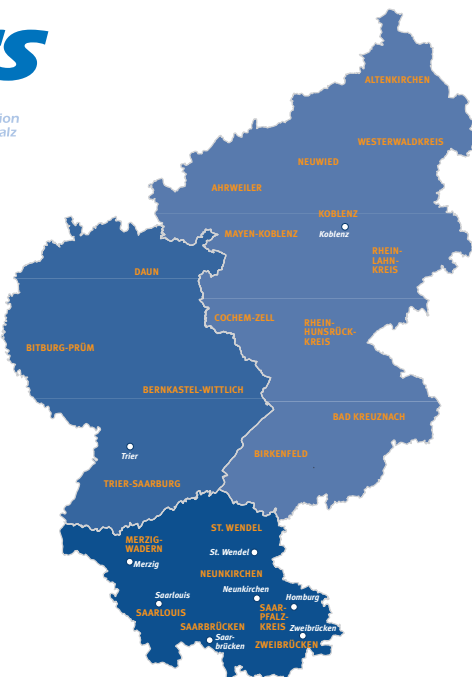 ion
alz
ALTENKIRCHEN
WESTERWALDKREIS
NEUWIED
AHRWEILER
KOBLENZ
Koblenz
MAYEN-KOBLENZ
RHEIN-
LAHN-
KREIS
DAUN
COCHEM-ZELL
RHEIN-
HUNSRÜCK-
KREIS
BITBURG-PRÜM
BERNKASTEL-WITTLICH
BAD KREUZNACH
Trier
BIRKENFELD
TRIER-SAARBURG
ST. WENDEL
MERZIG-
WADERN
St. Wendel
Merzig
NEUNKIRCHEN
Neunkirchen
Saarlouis
Homburg
SAARLOUIS
SAAR-
PFALZ-
KREIS
SAARBRÜCKEN
Zweibrücken
Saar-
brücken
ZWEIBRÜCKEN